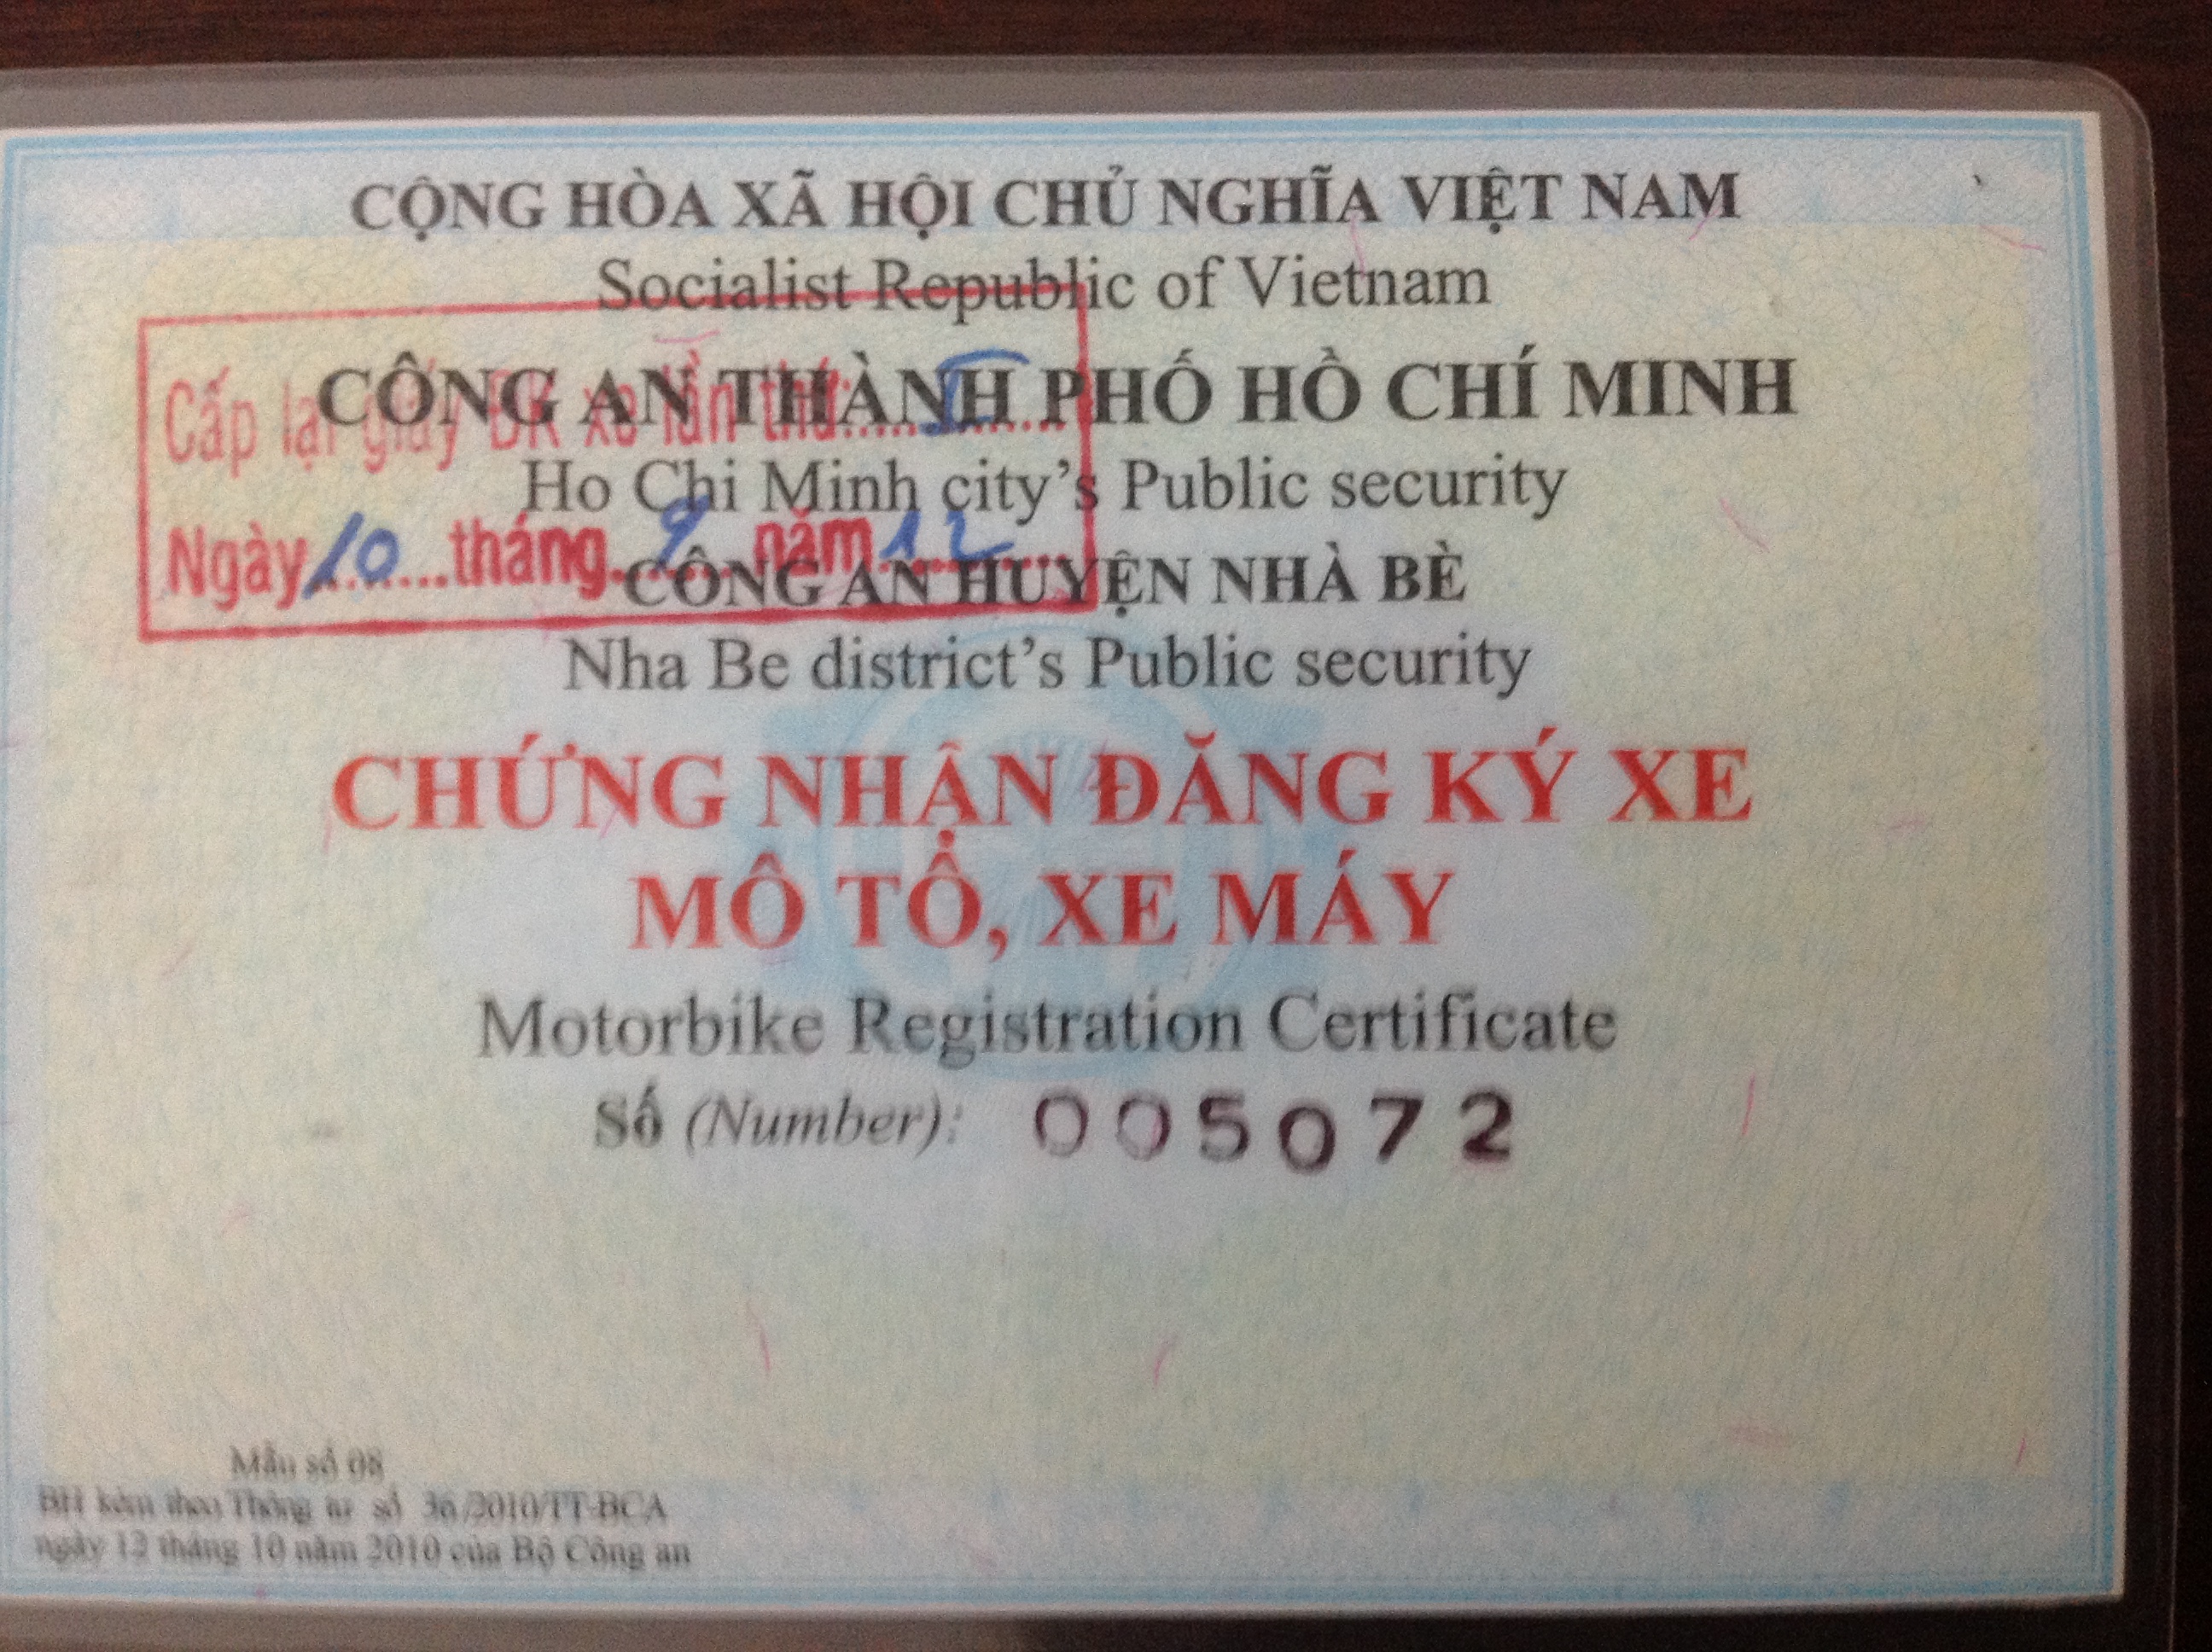 CỘNG HÒA XÃ HỘI CHỦ NGHĨA VIỆT NAM
Socialist Republic of Vietnam
CÔNG AN THÀNH PHỐ HỒ CHÍ MINH
Cấp lại giấy ĐK xe lần thứ:.....I.....
Ho Chi Minh city's Public security
Ngày 10 tháng 9 năm 12
CÔNG AN HUYỆN NHÀ BÈ
Nha Be district's Public security
CHỨNG NHẬN ĐĂNG KÝ XE
MÔ TÔ, XE MÁY
Motorbike Registration Certificate
Số (Number): 005072
Mẫu số 08
BH kèm theo Thông tư số 36/2010/TT-BCA
ngày 12 tháng 10 năm 2010 của Bộ Công an